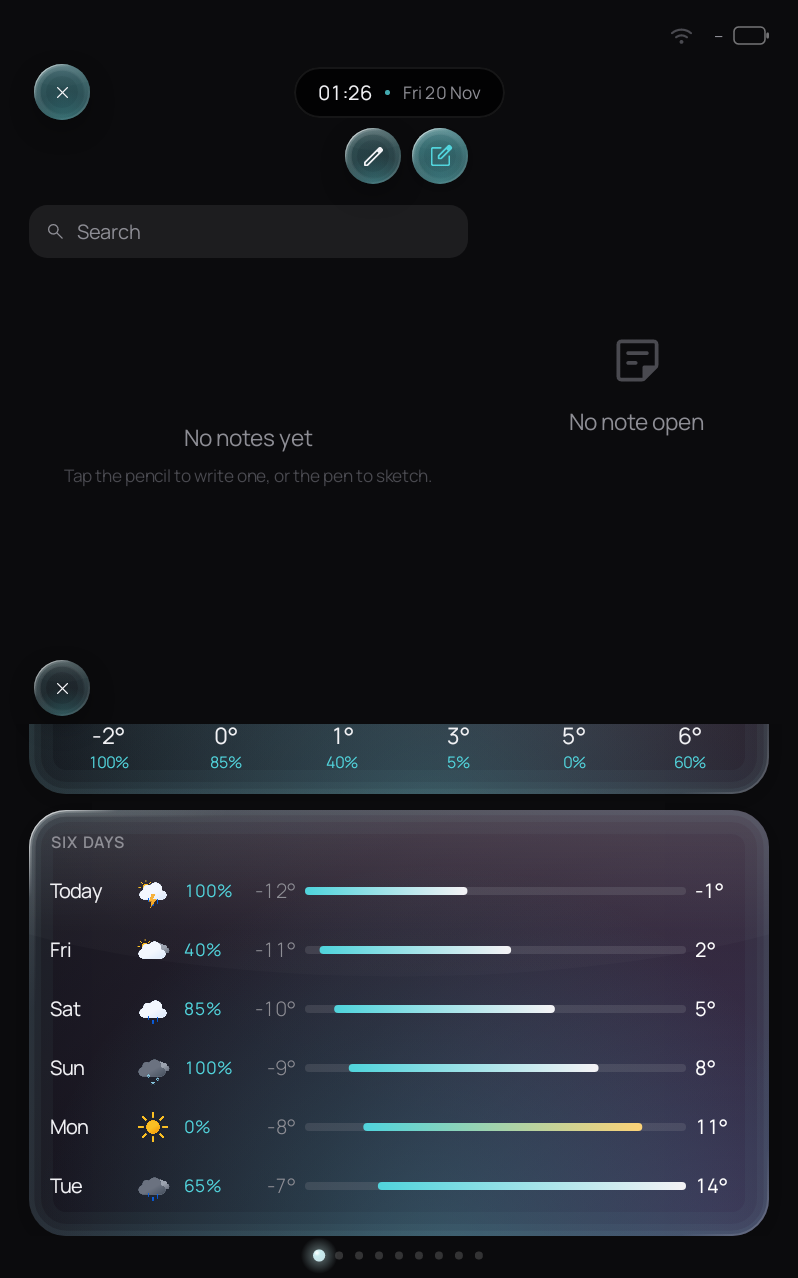 –
01:26 • Fri 20 Nov
Search
No note open
No notes yet
Tap the pencil to write one, or the pen to sketch.
-2° 0° 1° 3° 5° 6°
100% 85% 40% 5% 0% 60%
SIX DAYS
Today 100% -12° -1°
Fri 40% -11° 2°
Sat 85% -10° 5°
Sun 100% -9° 8°
Mon 0% -8° 11°
Tue 65% -7° 14°